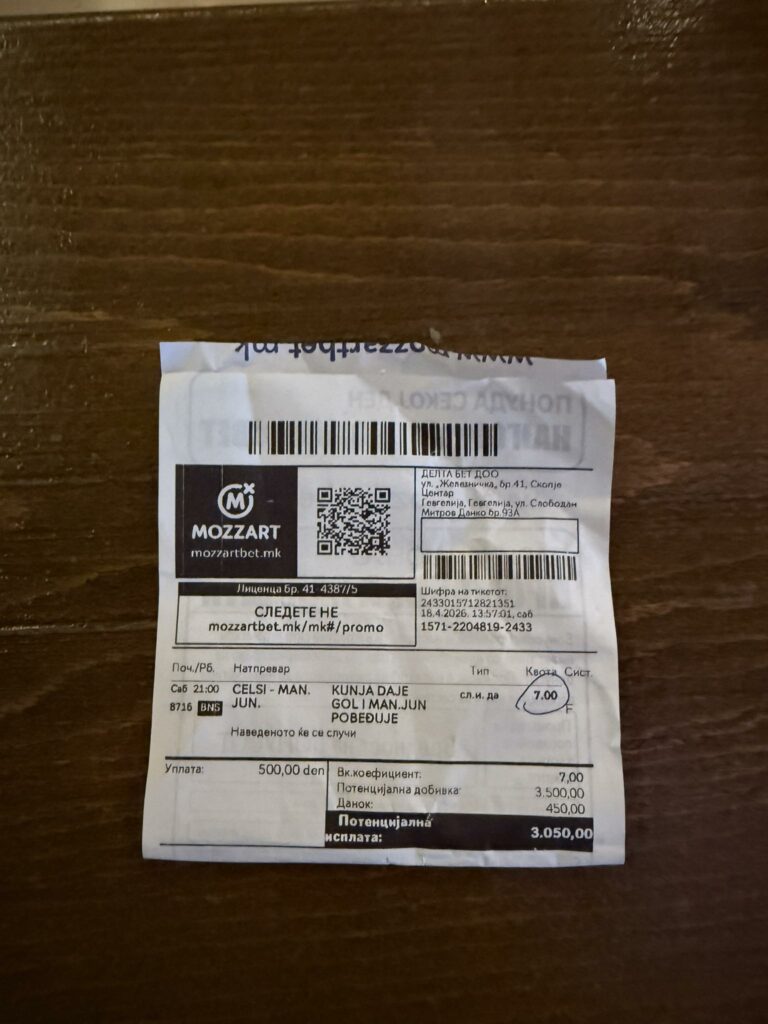 www.mozzartbet.mk
ПОНУДА СЕКОЈ ДЕН
MOZZART
mozzartbet.mk
ДЕЛТА БЕТ ДОО
ул. „Железничка, бр 41, Скопје
Центар
Гевгелија, Гевгелија, ул. Слободан
Митров Данко бр.93А
Лиценца бр. 41 4387/5
СЛЕДЕТЕ НЕ
mozzartbet.mk/mk#/promo
Шифра на тикетот:
2433015712821351
18.4.2026, 13:57:01, саб
1571-2204819-2433
Поч./Рб. Натпревар Тип Квота Сист.
Саб 21:00 CELSI - MAN. KUNJA DAJE сл.и. да 7.00
8716 BNS JUN. GOL I MAN.JUN F
POBEĐUJE
Наведеното ќе се случи
Уплата: 500,00 den Вк.коефициент: 7,00
Потенцијална добивка: 3.500,00
Данок: 450,00
Потенцијална
исплата: 3.050,00